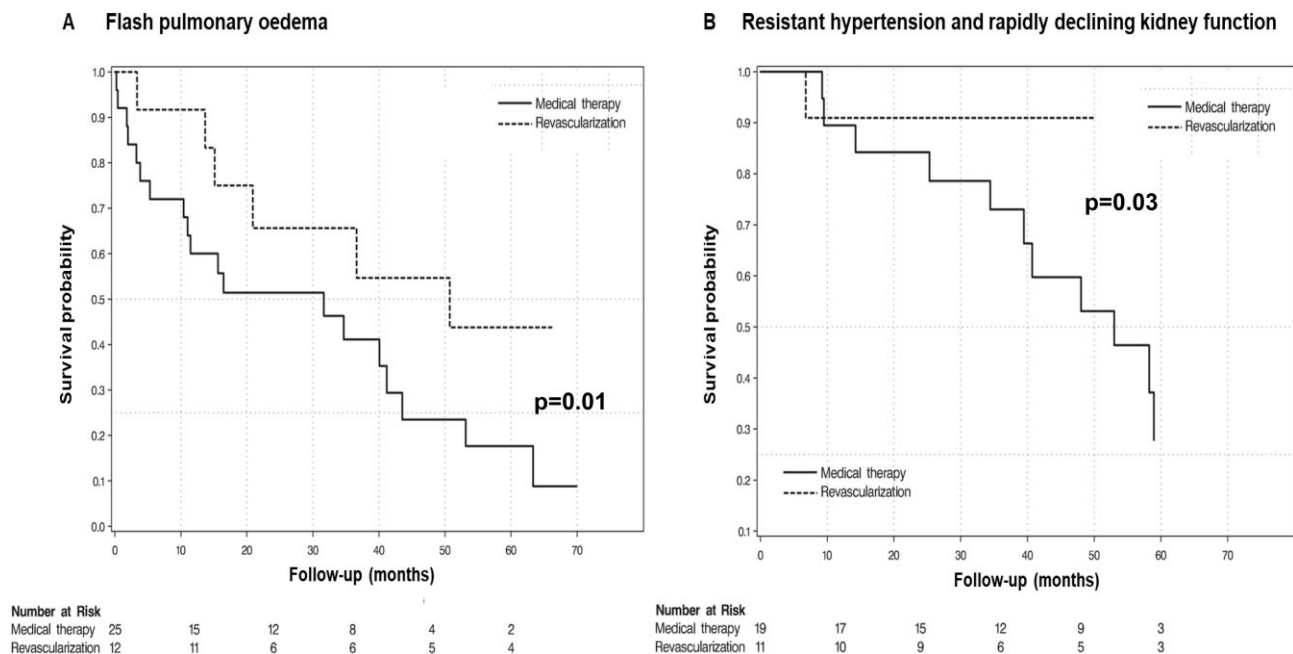 A Flash pulmonary oedema
Survival probability
1.0
0.9
0.8
0.7
0.6
0.5
0.4
0.3
0.2
0.1
0.0
Medical therapy
Revascularization
p=0.01
0 10 20 30 40 50 60 70
Follow-up (months)
Number at Risk
Medical therapy 25 15 12 8 4 2
Revascularization 12 11 6 6 5 4
B Resistant hypertension and rapidly declining kidney function
Survival probability
1.0
0.9
0.8
0.7
0.6
0.5
0.4
0.3
0.2
0.1
Medical therapy
Revascularization
p=0.03
Medical therapy
Revascularization
0 10 20 30 40 50 60 70
Follow-up (months)
Number at Risk
Medical therapy 19 17 15 12 9 3
Revascularization 11 10 9 6 5 3